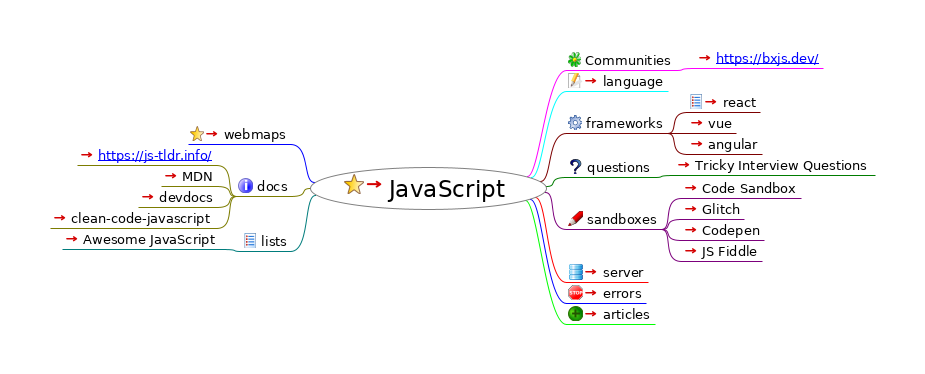 JavaScript
webmaps
docs
https://js-tldr.info/
MDN
devdocs
clean-code-javascript
lists
Awesome JavaScript
Communities
https://bxjs.dev/
language
frameworks
react
vue
angular
questions
Tricky Interview Questions
sandboxes
Code Sandbox
Glitch
Codepen
JS Fiddle
server
STOP
errors
articles